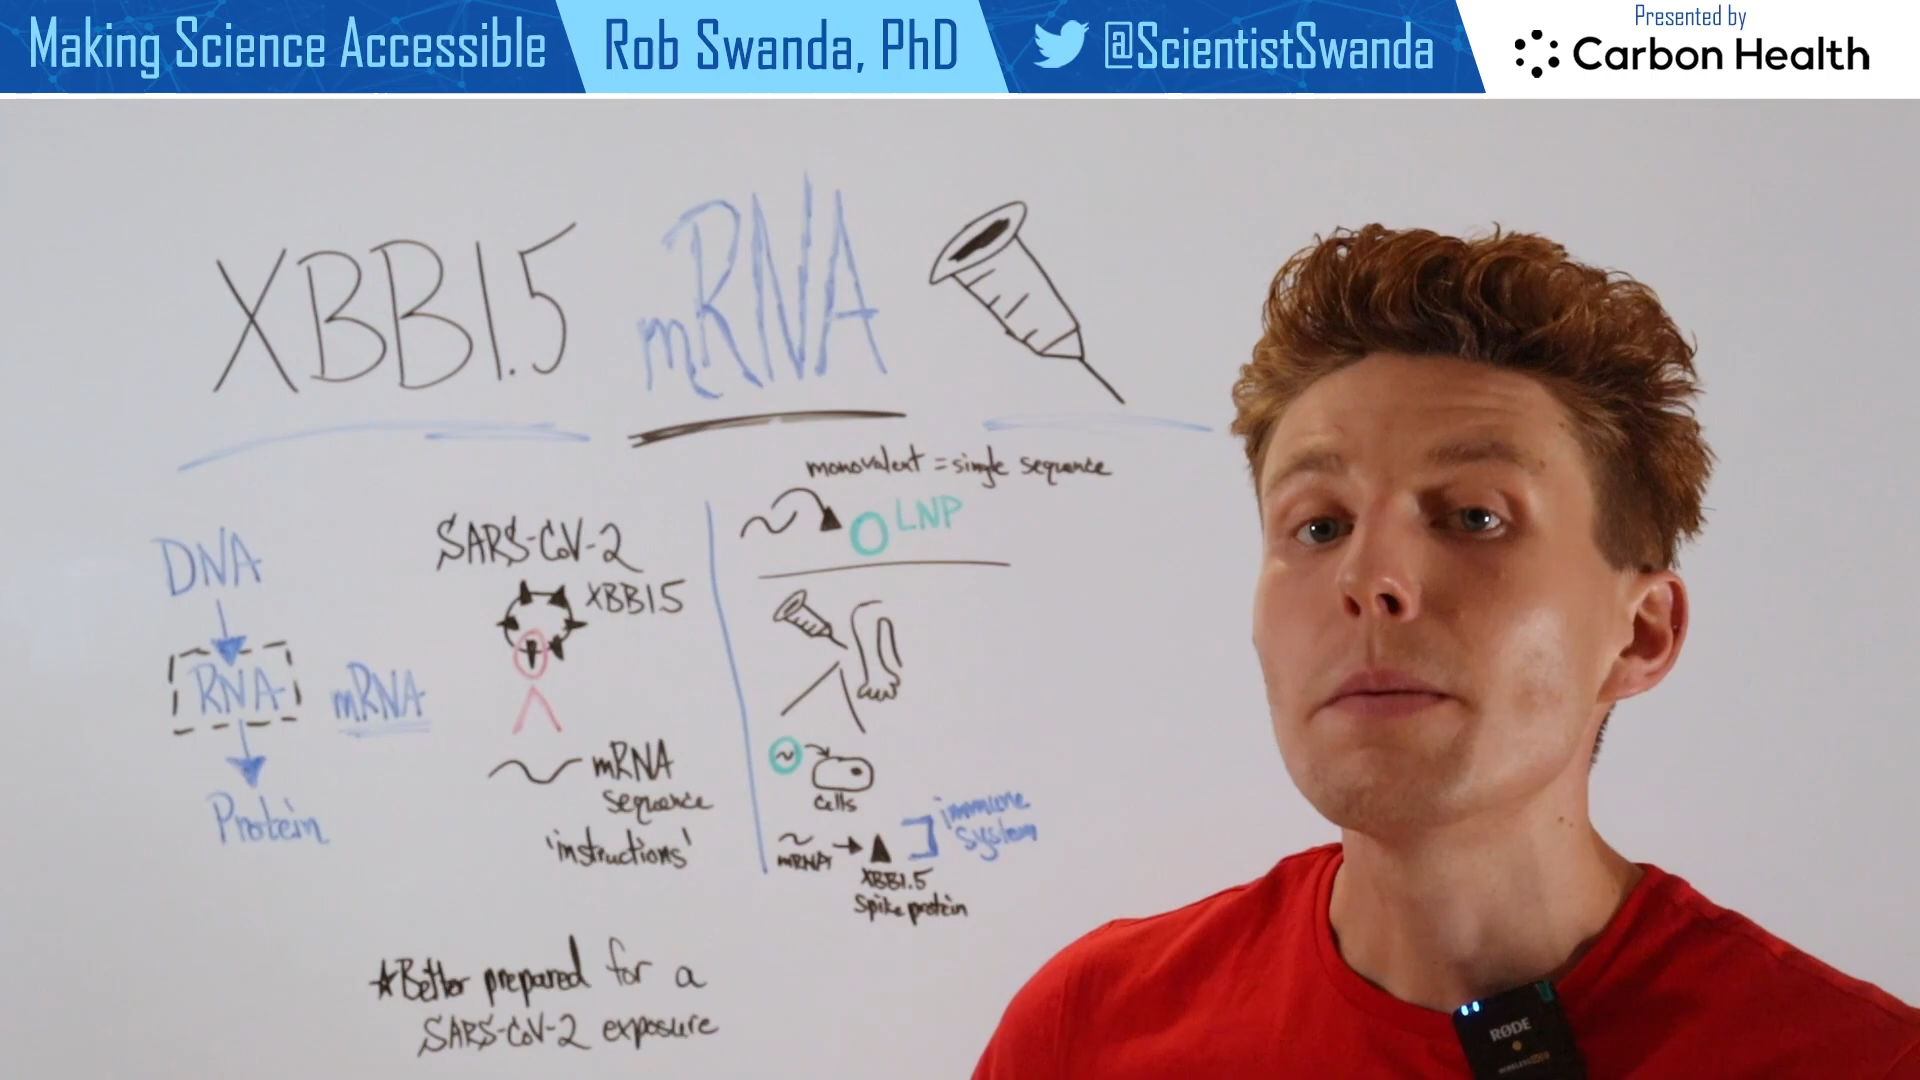 Making Science Accessible
Rob Swanda, PhD
@ScientistSwanda
Presented by
Carbon Health
XBB1.5 mRNA
monovalent = single sequence
LNP
DNA
RNA
mRNA
Protein
SARS-CoV-2
XBB1.5
mRNA
sequence
'instructions'
cells
mRNA
XBB1.5
Spike protein
immune
system
★Better prepared for a
SARS-CoV-2 exposure
RØDE